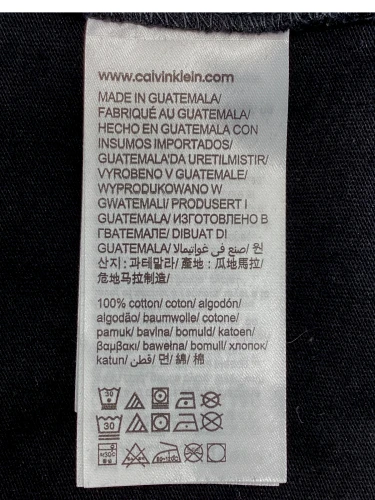 www.calvinklein.com
MADE IN GUATEMALA/
FABRIQUÉ AU GUATEMALA/
HECHO EN GUATEMALA CON
INSUMOS IMPORTADOS/
GUATEMALA'DA URETILMISTIR/
VYROBENO V GUATEMALE/
WYPRODUKOWANO W
GWATEMALI/ PRODUSERT I
GUATEMALA/ ИЗГОТОВЛЕНО В
ГВАТЕМАЛЕ/ DIBUAT DI
GUATEMALA/ صنع في غواتيمالا/ 원
산지: 과테말라/ 產地: 瓜地馬拉/
危地马拉制造/
100% cotton/ coton/ algodón/
algodão/ baumwolle/ cotone/
pamuk/ bavlna/ bomuld/ katoen/
βαμβακι/ bawełna/ bomull/ хлопок/
katun/ قطن/ 면/ 綿/ 棉
30
30